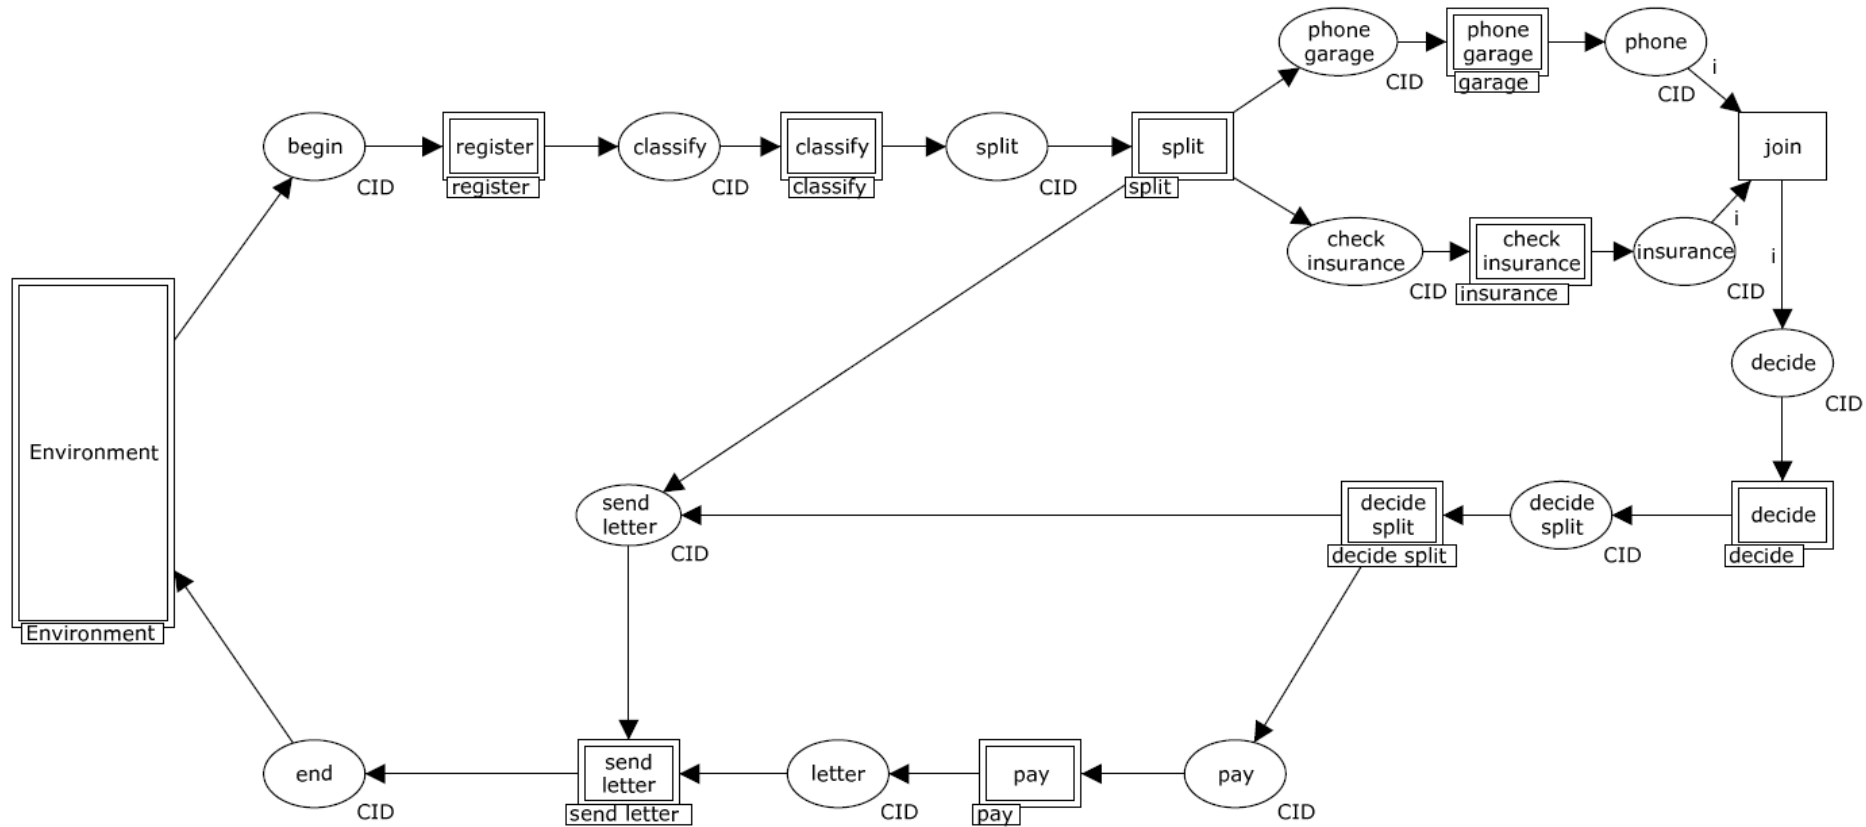 phone
garage
CID
phone
garage
garage
phone
CID
i
begin
CID
register
register
classify
CID
classify
classify
split
CID
split
split
join
check
insurance
CID
check
insurance
insurance
insurance
CID
i
i
decide
CID
Environment
Environment
send
letter
CID
decide
split
decide split
decide
split
CID
decide
decide
end
CID
send
letter
send letter
letter
CID
pay
pay
pay
CID